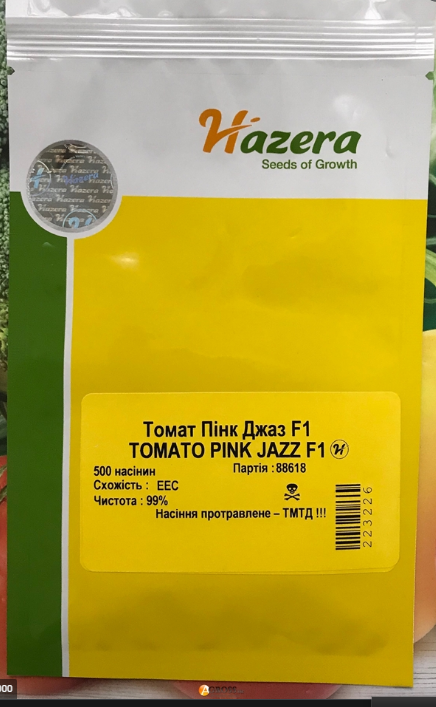 Hazera
Seeds of Growth
Томат Пінк Джаз F1
TOMATO PINK JAZZ F1
500 насінин
Партія :88618
Схожість : ЕЕС
Чистота : 99%
Насіння протравлене – ТМТД !!!
223226